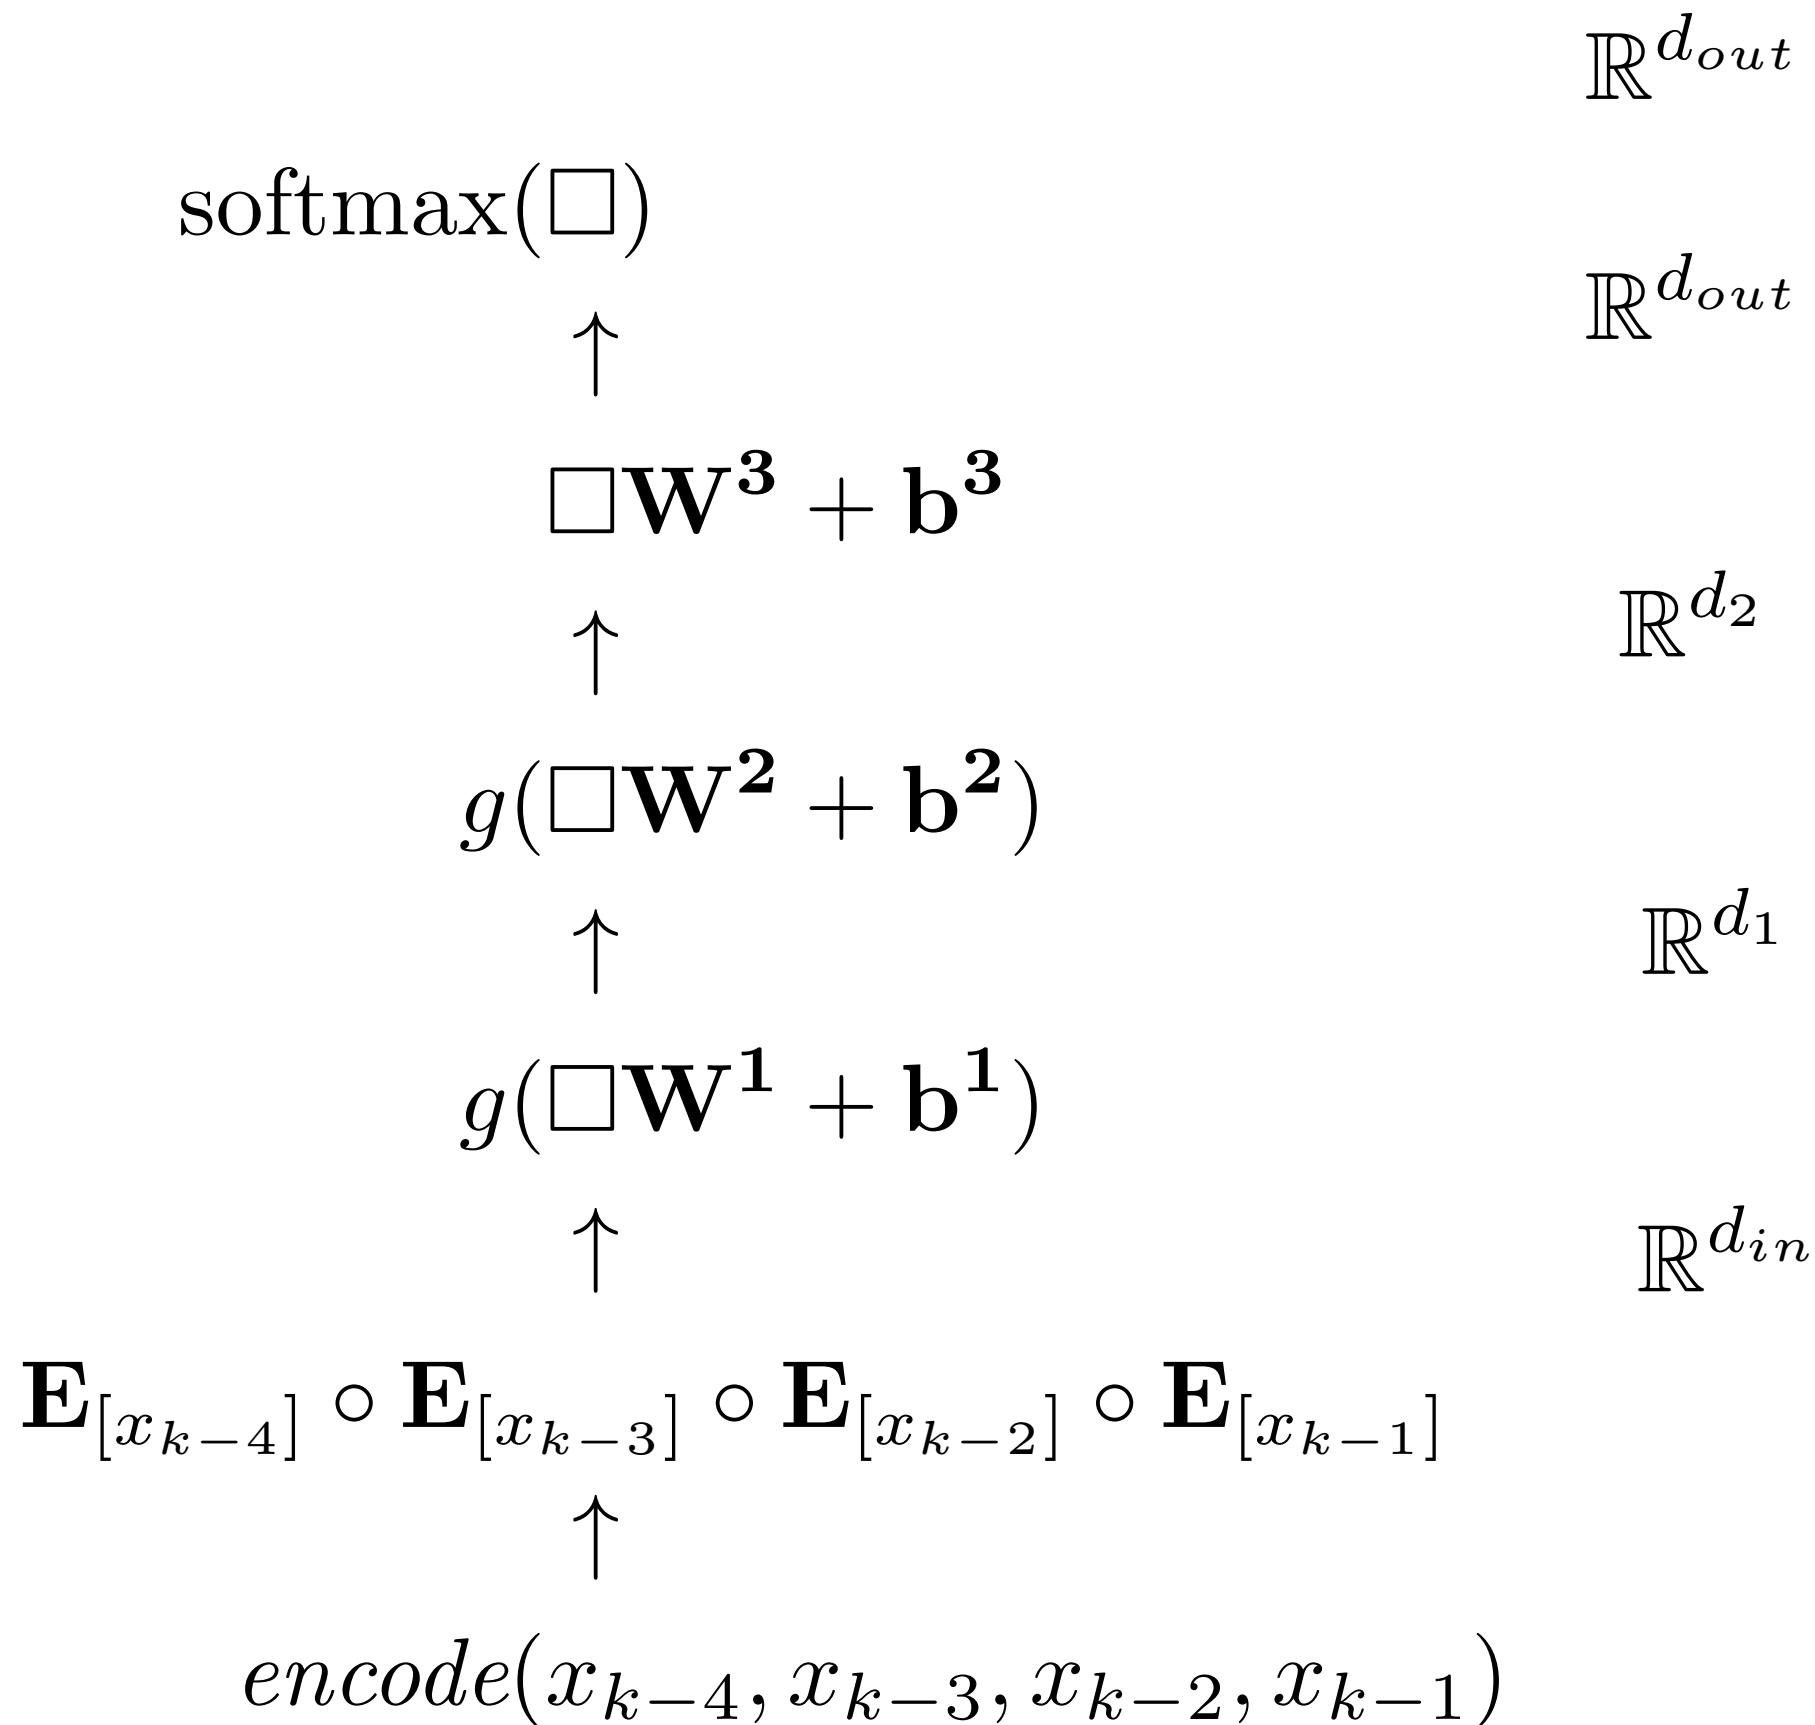 ℝ^{d_{out}}
softmax(□)
ℝ^{d_{out}}
↑
□W³ + b³
ℝ^{d_2}
↑
g(□W² + b²)
ℝ^{d_1}
↑
g(□W¹ + b¹)
ℝ^{d_{in}}
↑
E_{[x_{k−4}]} ∘ E_{[x_{k−3}]} ∘ E_{[x_{k−2}]} ∘ E_{[x_{k−1}]}
↑
encode(x_{k−4}, x_{k−3}, x_{k−2}, x_{k−1})